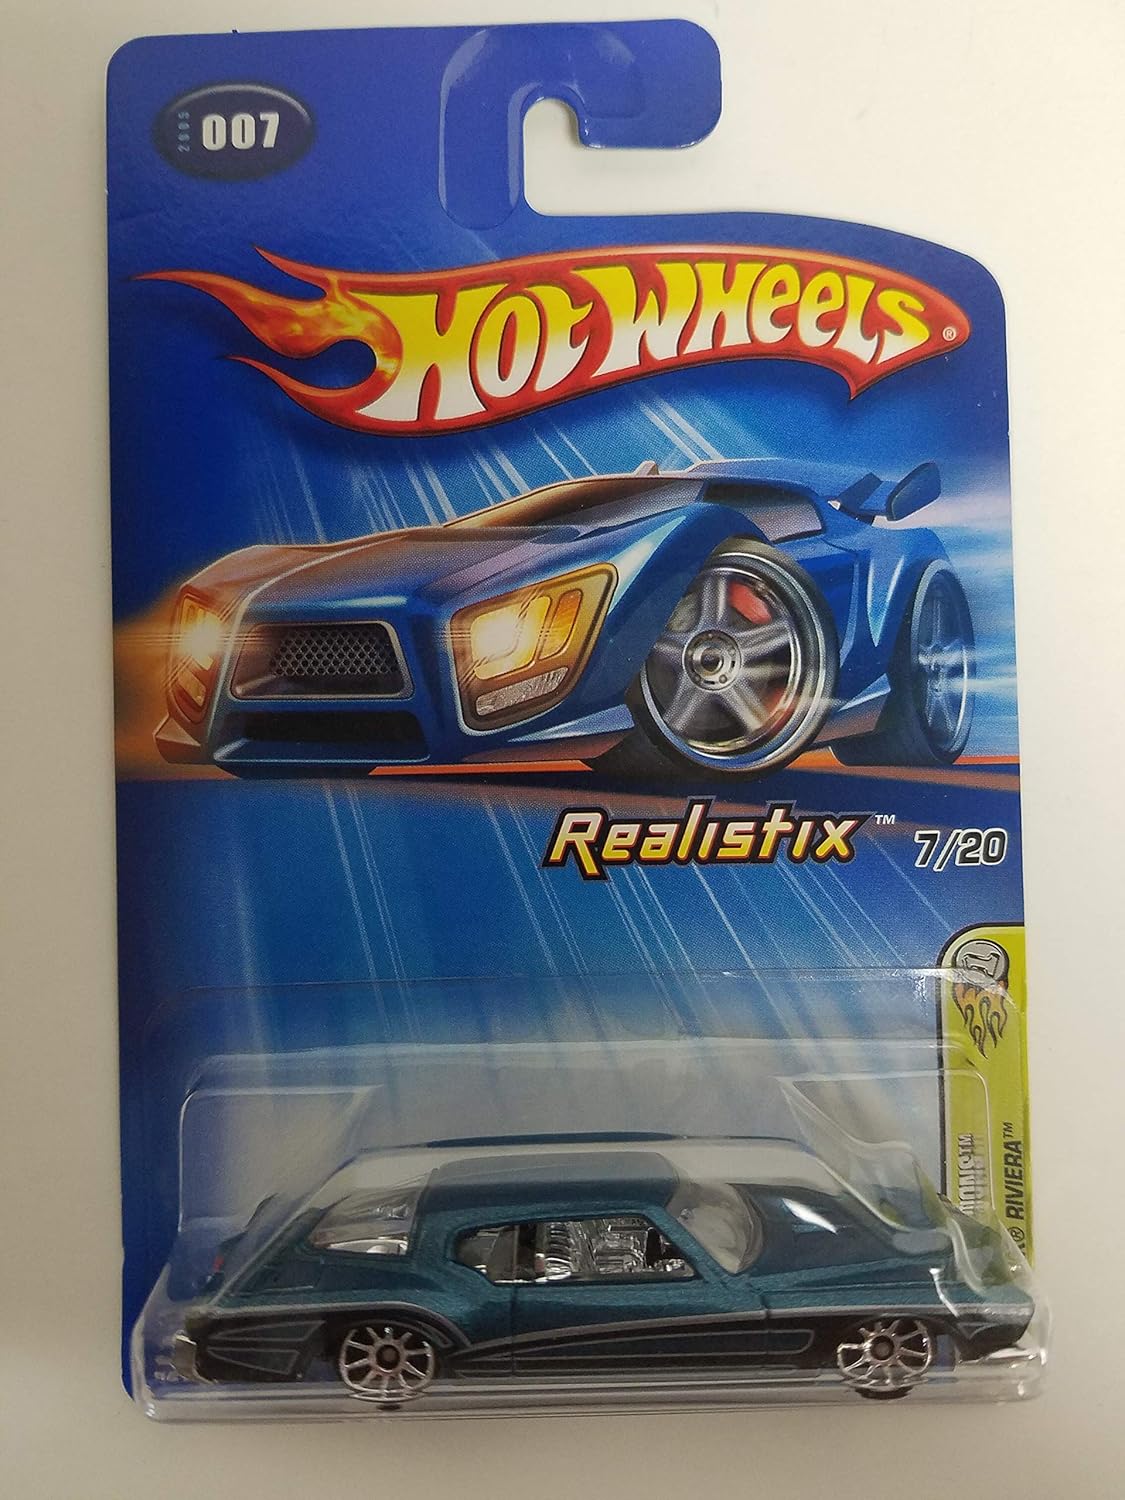 2005 007
HOT WHEELS®
Realistix™ 7/20
® RIVIERA™